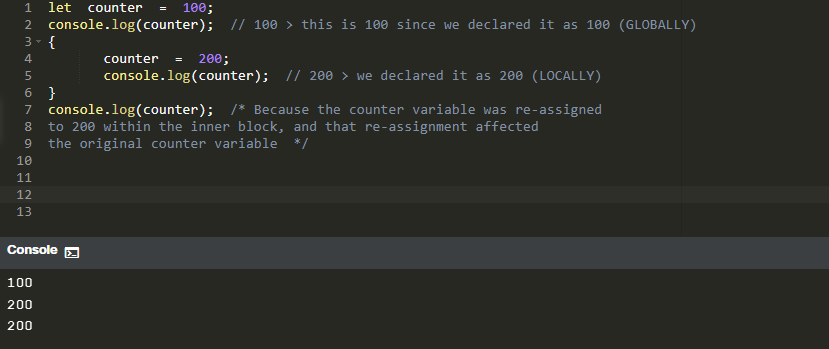 1 let counter = 100;
2 console.log(counter); // 100 > this is 100 since we declared it as 100 (GLOBALLY)
3 {
4 counter = 200;
5 console.log(counter); // 200 > we declared it as 200 (LOCALLY)
6 }
7 console.log(counter); /* Because the counter variable was re-assigned
8 to 200 within the inner block, and that re-assignment affected
9 the original counter variable */
10
11
12
13
Console
100
200
200